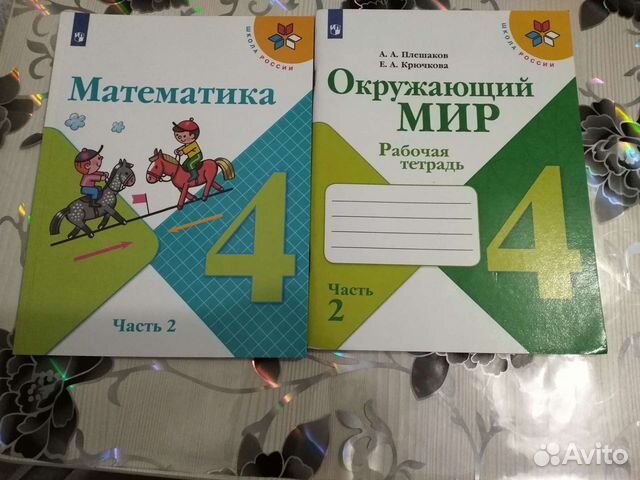 ШКОЛА РОССИИ
Математика
4
Часть 2
ШКОЛА РОССИИ
А. А. Плешаков
Е. А. Крючкова
Окружающий
МИР
Рабочая
тетрадь
4
Часть
2
Avito